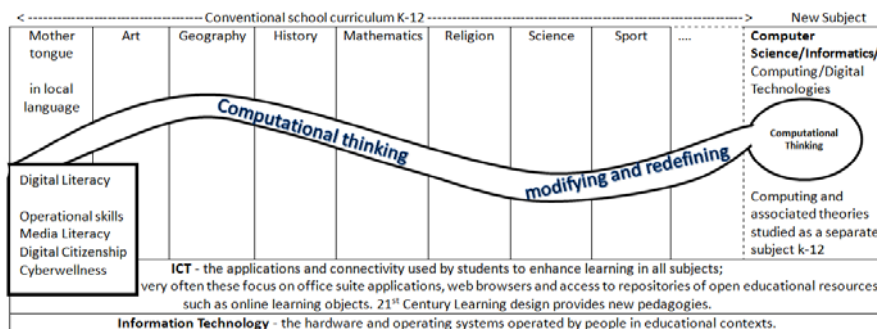 Conventional school curriculum K-12
New Subject
Mother tongue
in local language
Art
Geography
History
Mathematics
Religion
Science
Sport
....
Computer
Science/Informatics/
Computing/Digital
Technologies
Computational thinking
modifying and redefining
Computational
Thinking
Digital Literacy
Operational skills
Media Literacy
Digital Citizenship
Cyberwellness
Computing and
associated theories
studied as a separate
subject k-12
ICT - the applications and connectivity used by students to enhance learning in all subjects;
very often these focus on office suite applications, web browsers and access to repositories of open educational resources
such as online learning objects. 21st Century Learning design provides new pedagogies.
Information Technology - the hardware and operating systems operated by people in educational contexts.